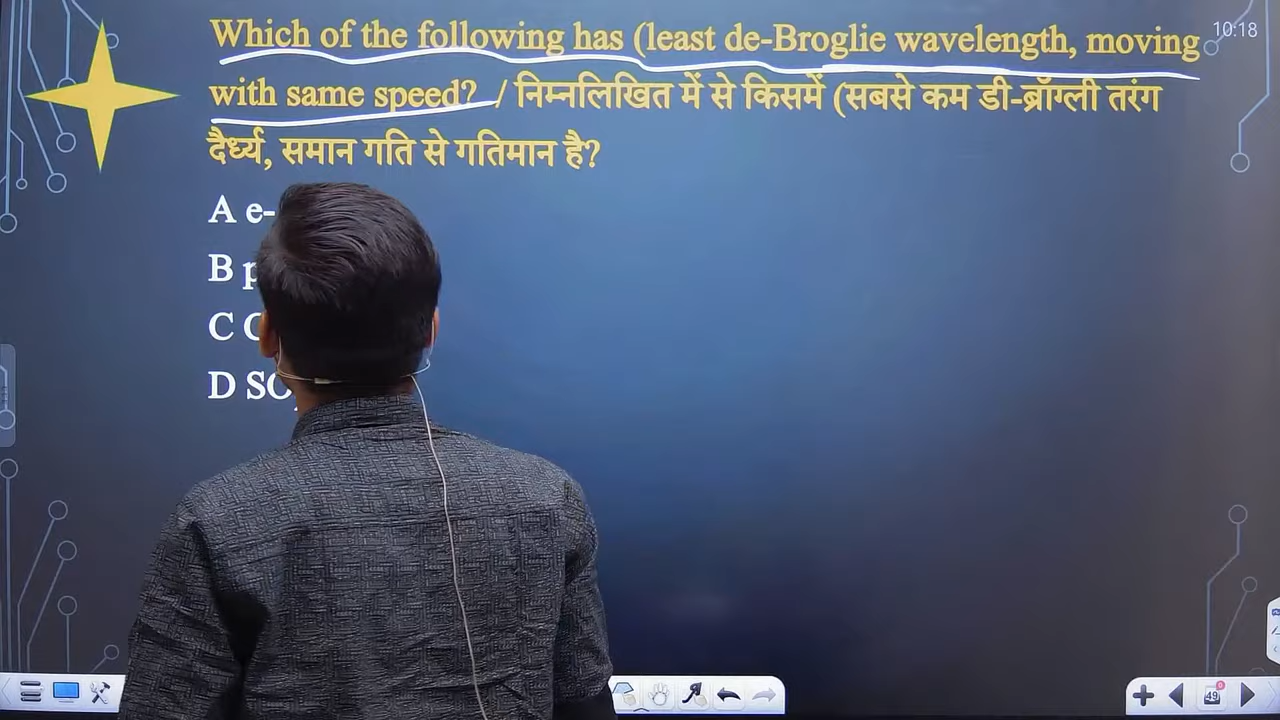 Which of the following has (least de-Broglie wavelength, moving
with same speed? / निम्नलिखित में से किसमें (सबसे कम डी-ब्रॉग्ली तरंग
दैर्ध्य, समान गति से गतिमान है?
A e-
B
C
D
10:18
49